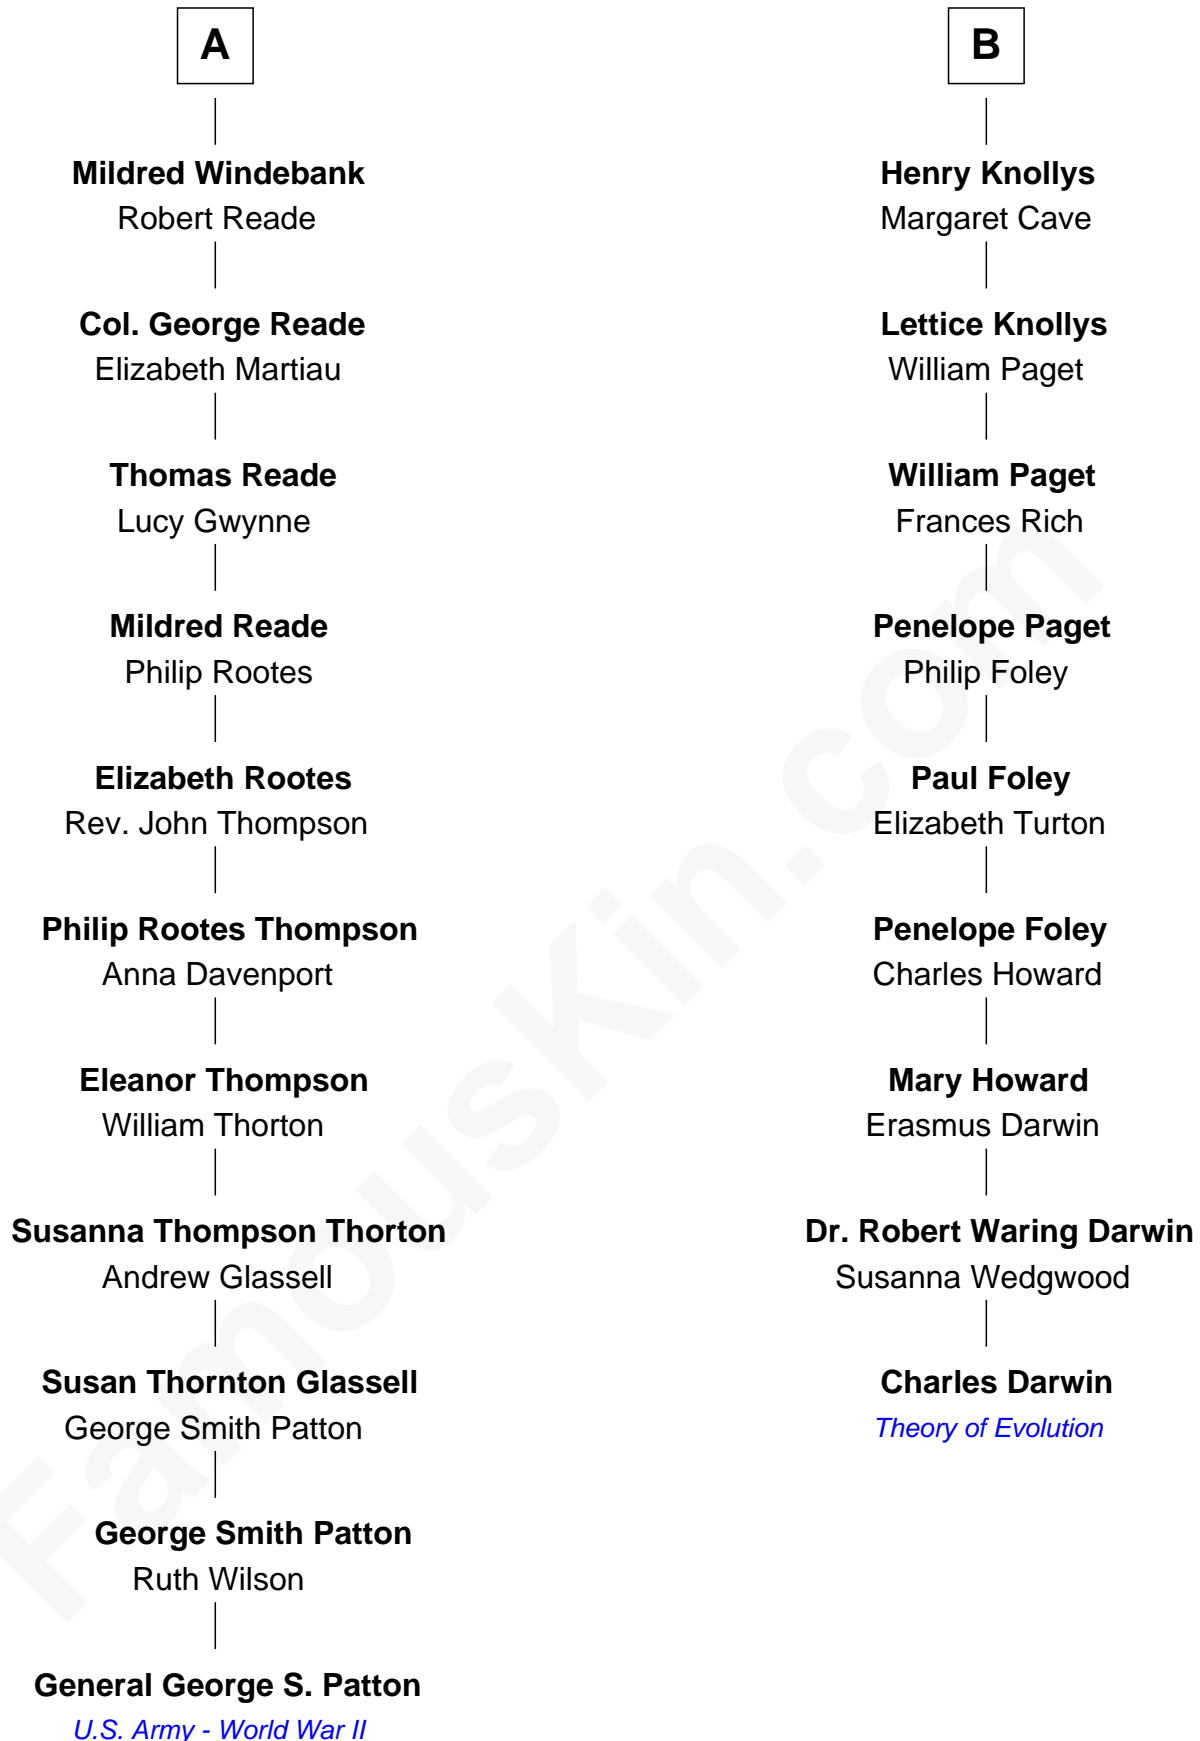 A
Mildred Windebank
Robert Reade
Col. George Reade
Elizabeth Martiau
Thomas Reade
Lucy Gwynne
Mildred Reade
Philip Rootes
Elizabeth Rootes
Rev. John Thompson
Philip Rootes Thompson
Anna Davenport
Eleanor Thompson
William Thorton
Susanna Thompson Thorton
Andrew Glassell
Susan Thornton Glassell
George Smith Patton
George Smith Patton
Ruth Wilson
General George S. Patton
U.S. Army - World War II
B
Henry Knollys
Margaret Cave
Lettice Knollys
William Paget
William Paget
Frances Rich
Penelope Paget
Philip Foley
Paul Foley
Elizabeth Turton
Penelope Foley
Charles Howard
Mary Howard
Erasmus Darwin
Dr. Robert Waring Darwin
Susanna Wedgwood
Charles Darwin
Theory of Evolution
FamousKin.com